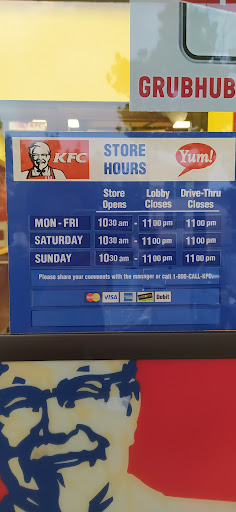 GRUBHUB
KFC
STORE
HOURS
Yum!
Store Opens Lobby Closes Drive-Thru Closes
MON - FRI 10 30 am - 11 00 pm 11 00 pm
SATURDAY 10 30 am - 11 00 pm 11 00 pm
SUNDAY 10 30 am - 11 00 pm 11 00 pm
Please share your comments with the manager or call 1-800-CALL-KFC.
VISA Debit